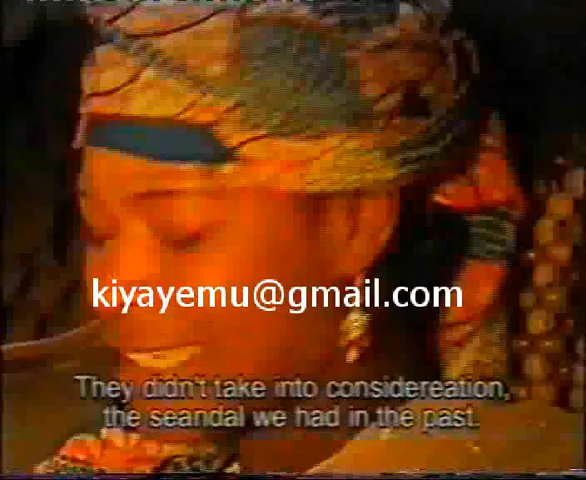 kiyayemu@gmail.com
They didn't take into considereation,
the seandal we had in the past.